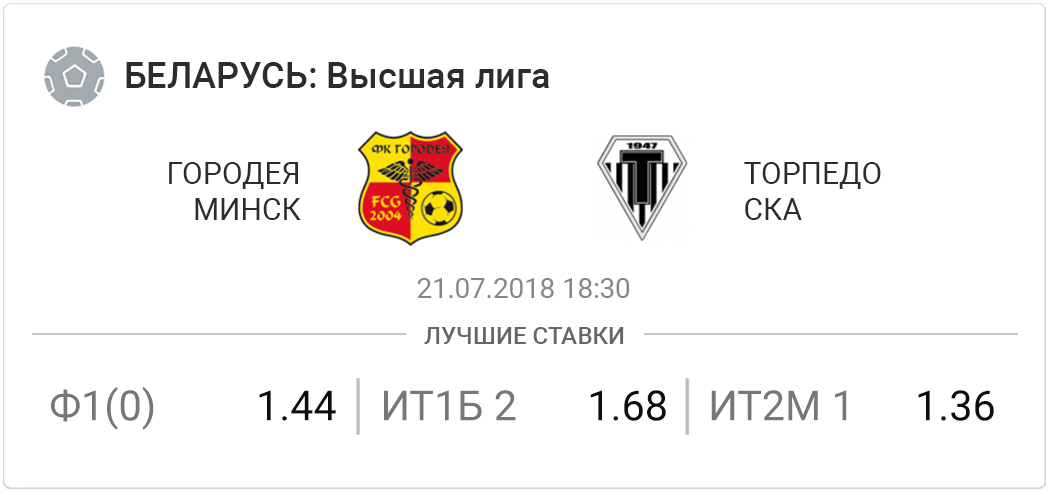 БЕЛАРУСЬ: Высшая лига
ФК ГОРОДЕЯ
FCG
2004
1947
Т
ГОРОДЕЯ
МИНСК
ТОРПЕДО
СКА
21.07.2018 18:30
ЛУЧШИЕ СТАВКИ
Ф1(0) 1.44 ИТ1Б 2 1.68 ИТ2М 1 1.36